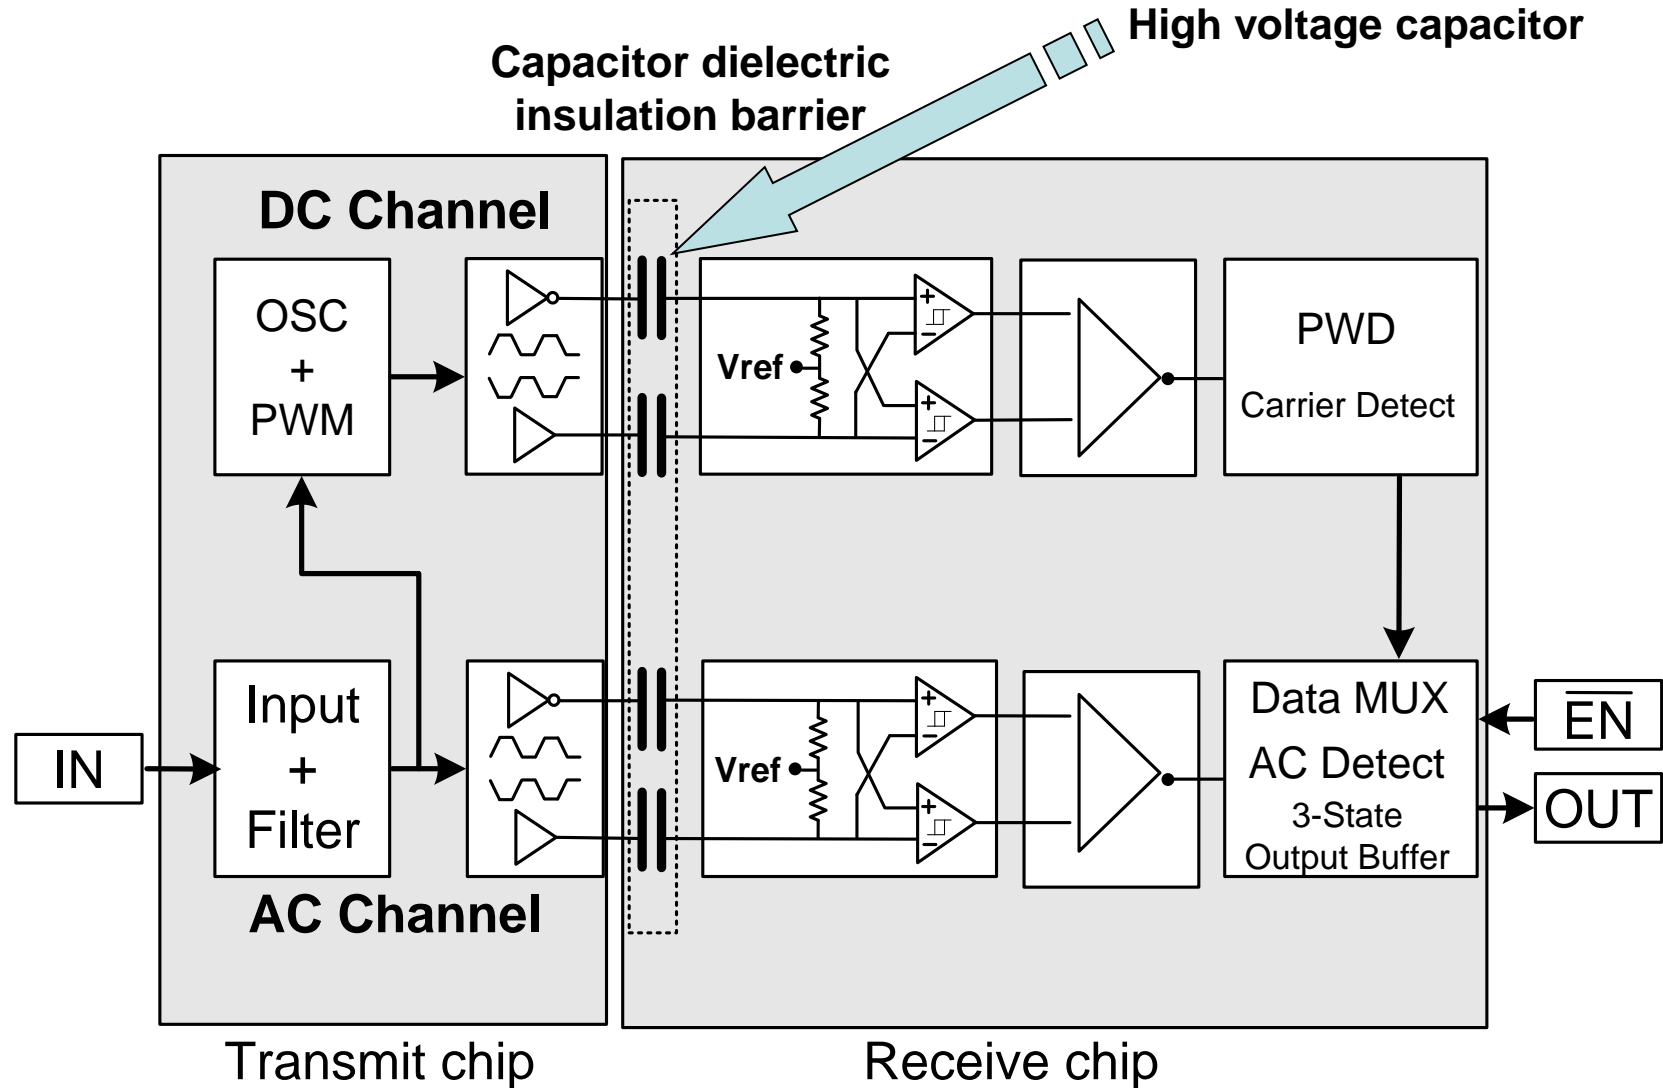 High voltage capacitor
Capacitor dielectric
insulation barrier
DC Channel
OSC
+
PWM
Vref
+
−
+
−
PWD
Carrier Detect
IN
Input
+
Filter
AC Channel
Vref
+
−
+
−
Data MUX
AC Detect
3-State
Output Buffer
EN
OUT
Transmit chip
Receive chip